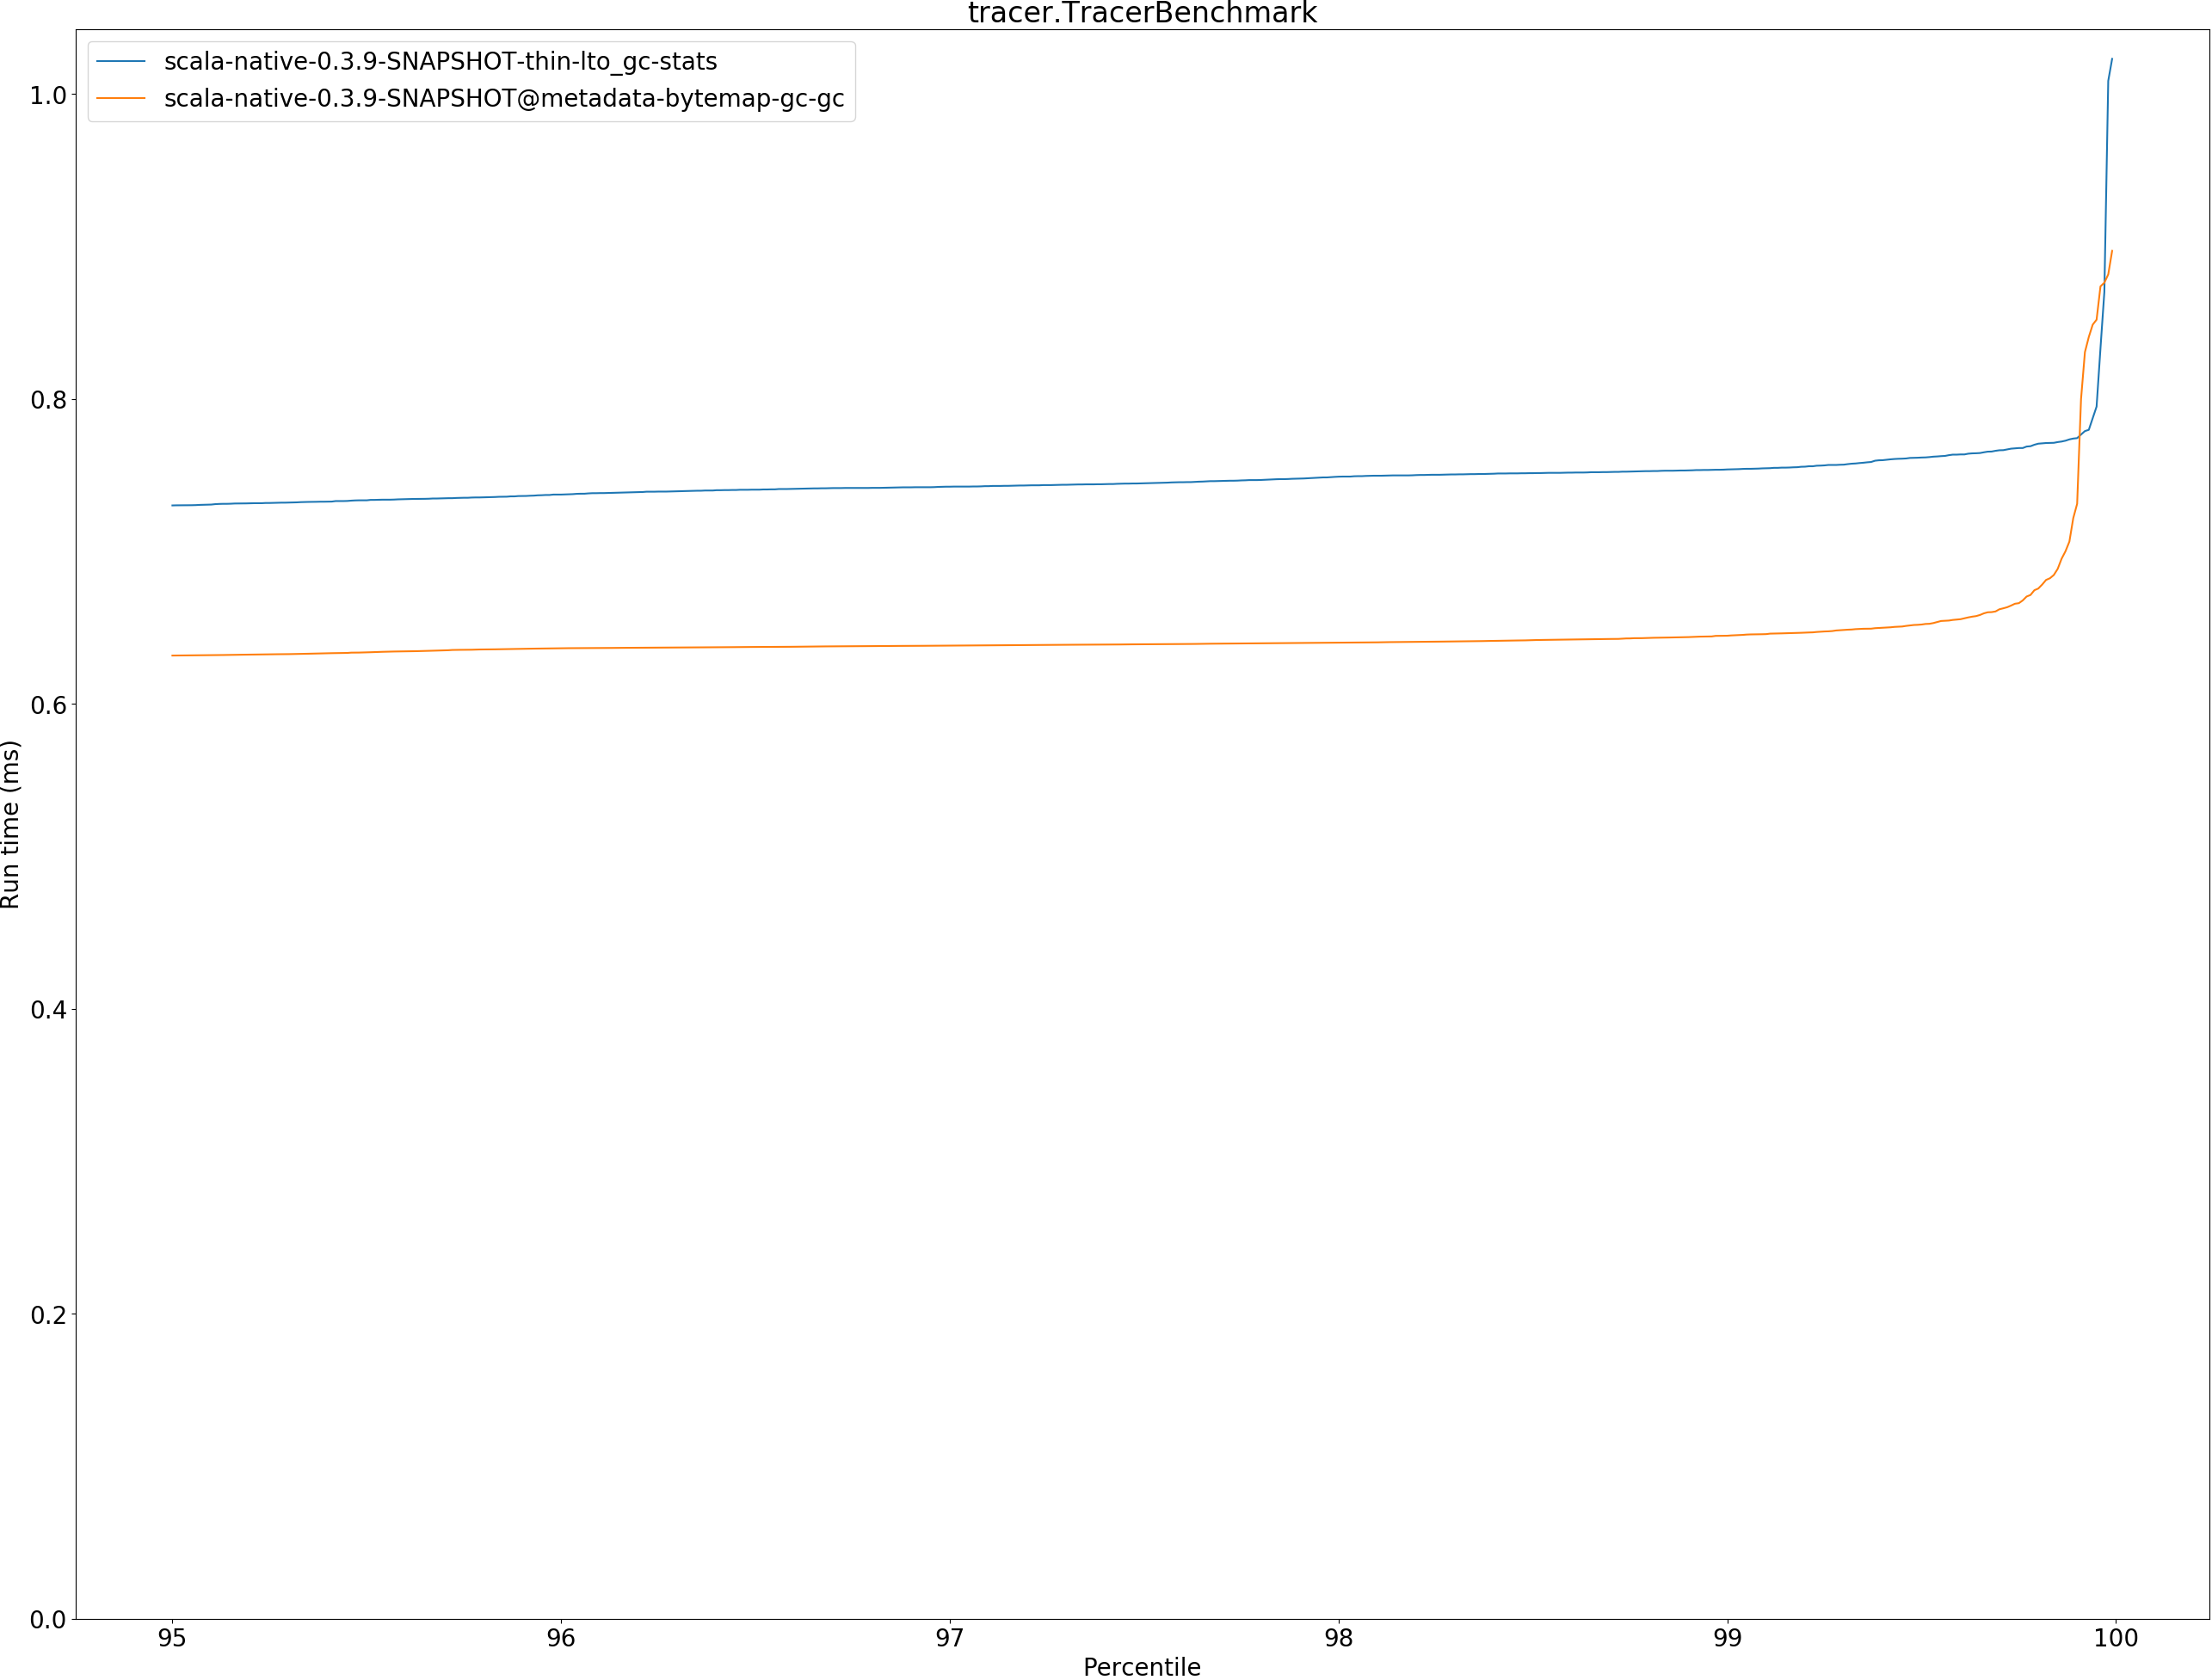 tracer.TracerBenchmark
scala-native-0.3.9-SNAPSHOT-thin-lto_gc-stats
scala-native-0.3.9-SNAPSHOT@metadata-bytemap-gc-gc
1.0
0.8
0.6
0.4
0.2
0.0
Run time (ms)
95 96 97 98 99 100
Percentile